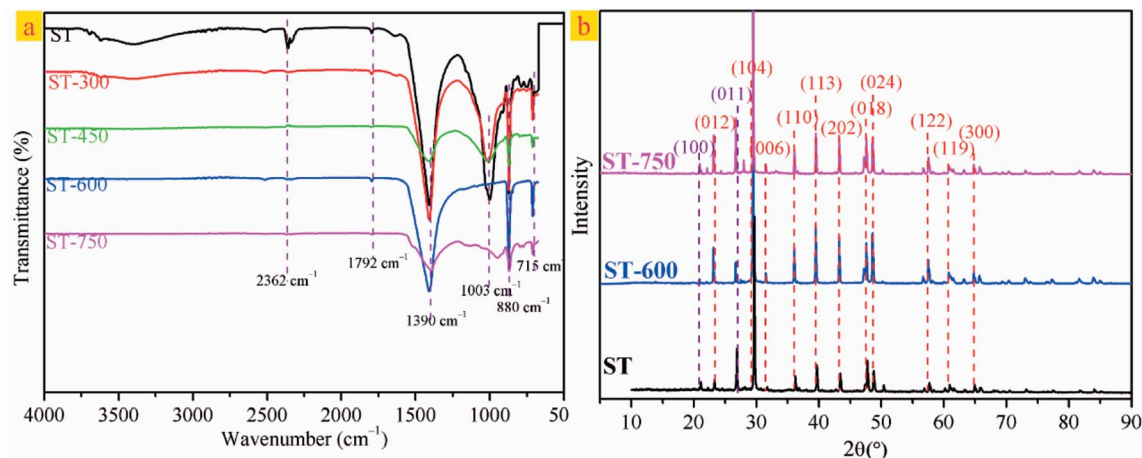 a
ST
ST-300
ST-450
ST-600
ST-750
2362 cm⁻¹
1792 cm⁻¹
1390 cm⁻¹
1003 cm⁻¹
880 cm⁻¹
715 cm⁻¹
Transmittance (%)
4000 3500 3000 2500 2000 1500 1000 50
Wavenumber (cm⁻¹)
b
(104)
(113)
(024)
(011)
(018)
(012)
(110)
(122)
(100)
(202)
(300)
(006)
(119)
ST-750
ST-600
ST
Intensity
10 20 30 40 50 60 70 80 90
2θ(°)